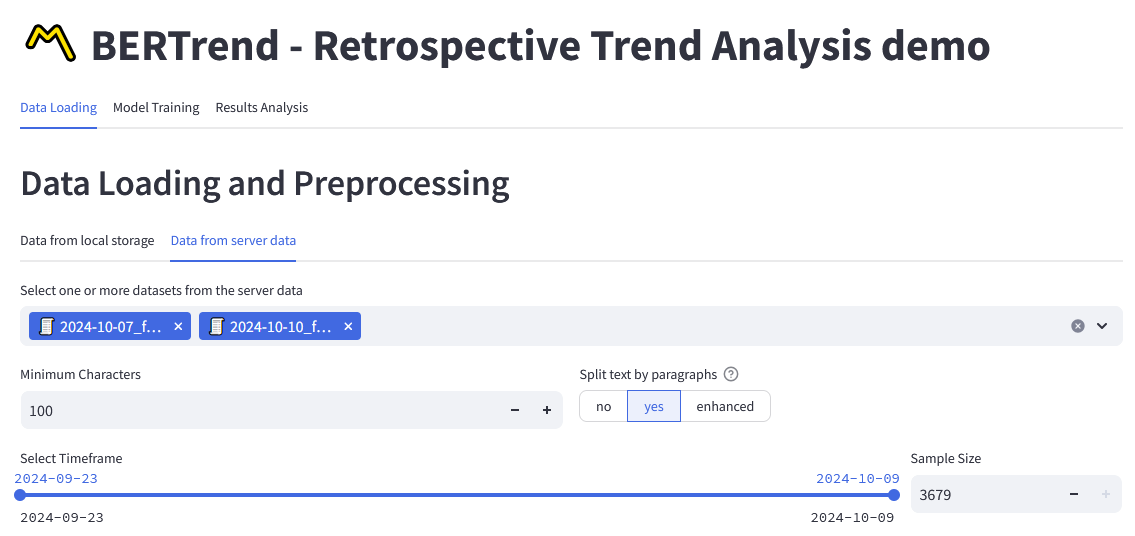 BERTrend - Retrospective Trend Analysis demo
Data Loading Model Training Results Analysis
Data Loading and Preprocessing
Data from local storage Data from server data
Select one or more datasets from the server data
2024-10-07_f... × 2024-10-10_f... ×
Minimum Characters
Split text by paragraphs ?
100 − +
no yes enhanced
Select Timeframe
Sample Size
2024-09-23 2024-10-09
3679 − +
2024-09-23 2024-10-09